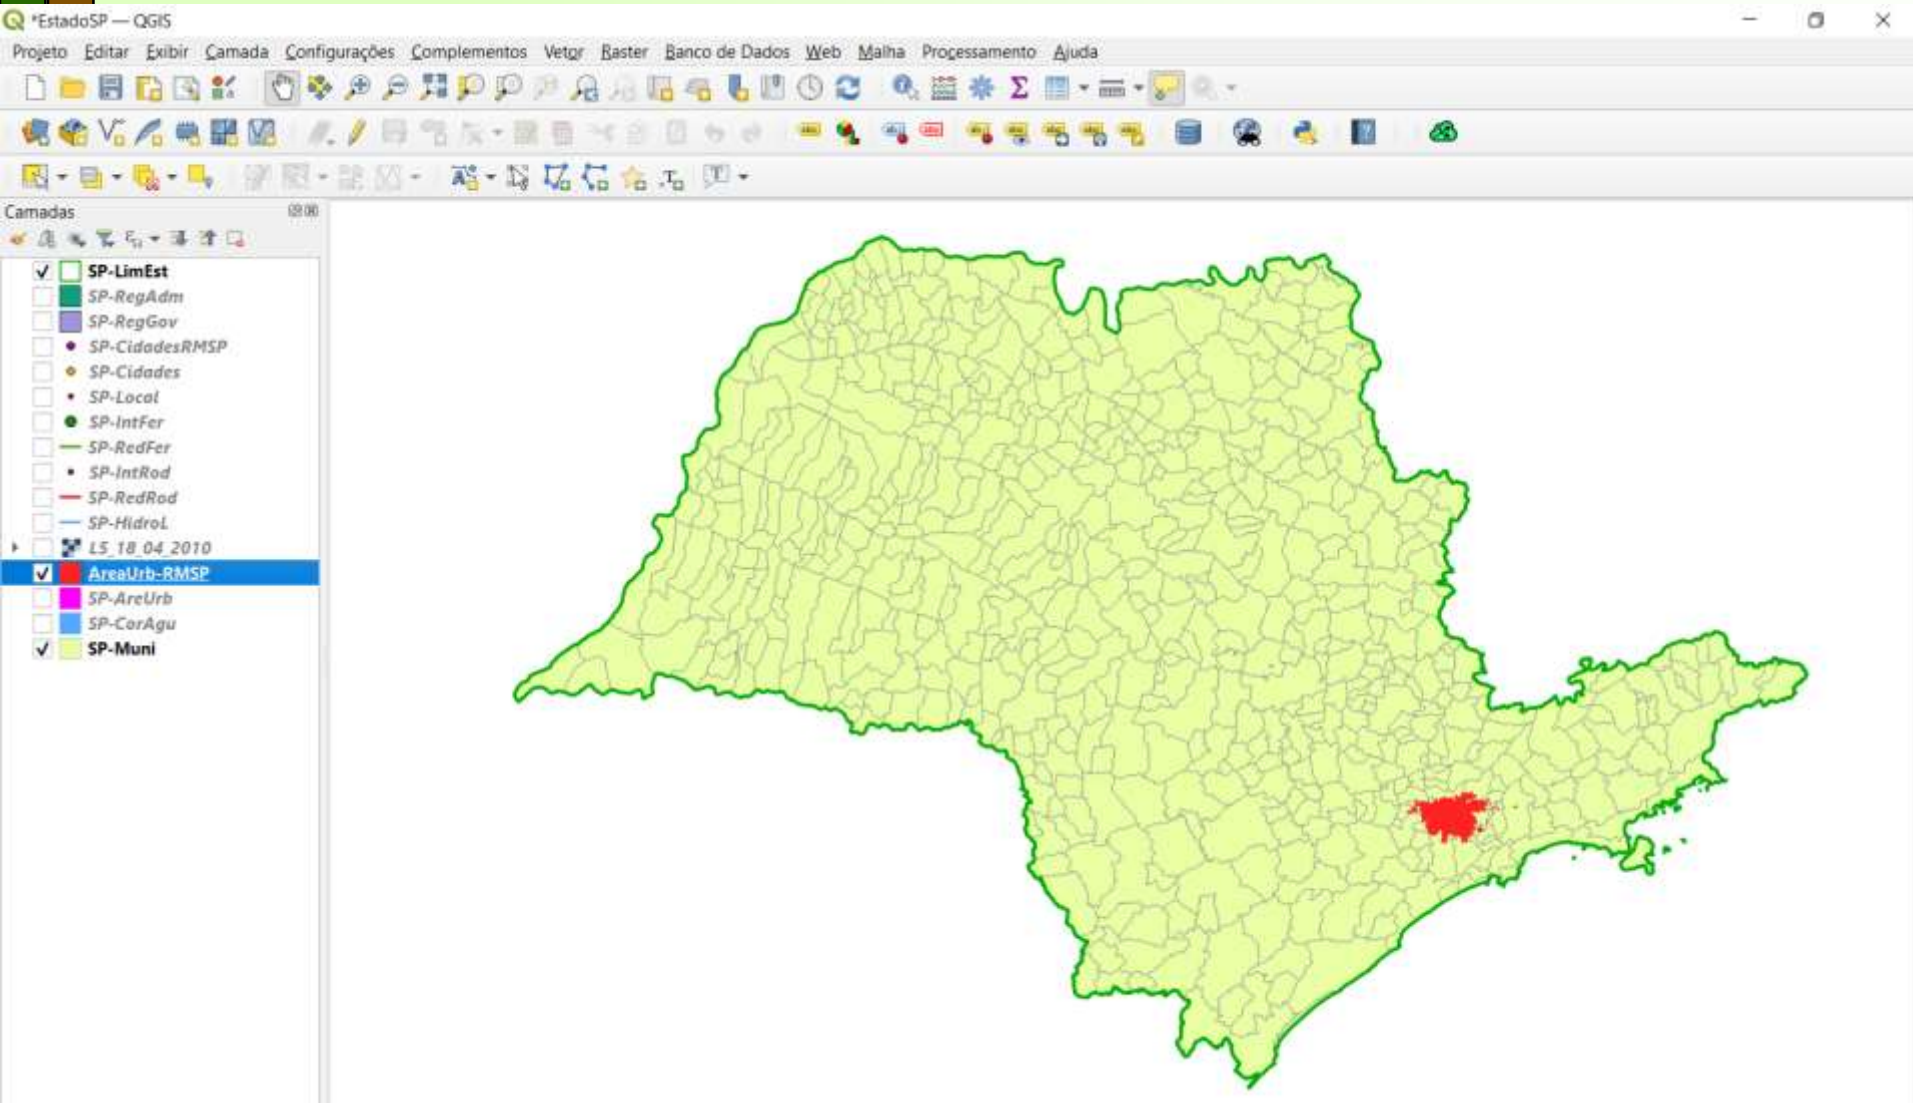 *EstadoSP — QGIS
Projeto Editar Exibir Camada Configurações Complementos Vetor Raster Banco de Dados Web Malha Processamento Ajuda
Camadas
SP-LimEst
SP-RegAdm
SP-RegGov
SP-CidadesRMSP
SP-Cidades
SP-Local
SP-IntFer
SP-RedFer
SP-IntRod
SP-RedRod
SP-HidroL
L5_18_04_2010
AreaUrb-RMSP
SP-AreUrb
SP-CorAgu
SP-Muni